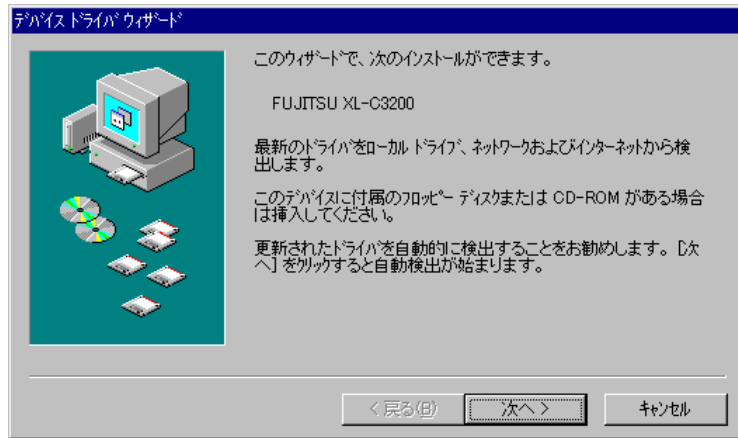 ﾃﾞﾊﾞｲｽ ﾄﾞﾗｲﾊﾞ ｳｨｻﾞｰﾄﾞ
このｳｨｻﾞｰﾄﾞで、次のｲﾝｽﾄｰﾙができます。
FUJITSU XL-C3200
最新のﾄﾞﾗｲﾊﾞをﾛｰｶﾙ ﾄﾞﾗｲﾌﾞ、ﾈｯﾄﾜｰｸおよびｲﾝﾀｰﾈｯﾄから検
出します。
このﾃﾞﾊﾞｲｽに付属のﾌﾛｯﾋﾟｰ ﾃﾞｨｽｸまたは CD-ROM がある場合
は挿入してください。
更新されたﾄﾞﾗｲﾊﾞを自動的に検出することをお勧めします。[次
へ] をｸﾘｯｸすると自動検出が始まります。
< 戻る(B)
次へ >
ｷｬﾝｾﾙ